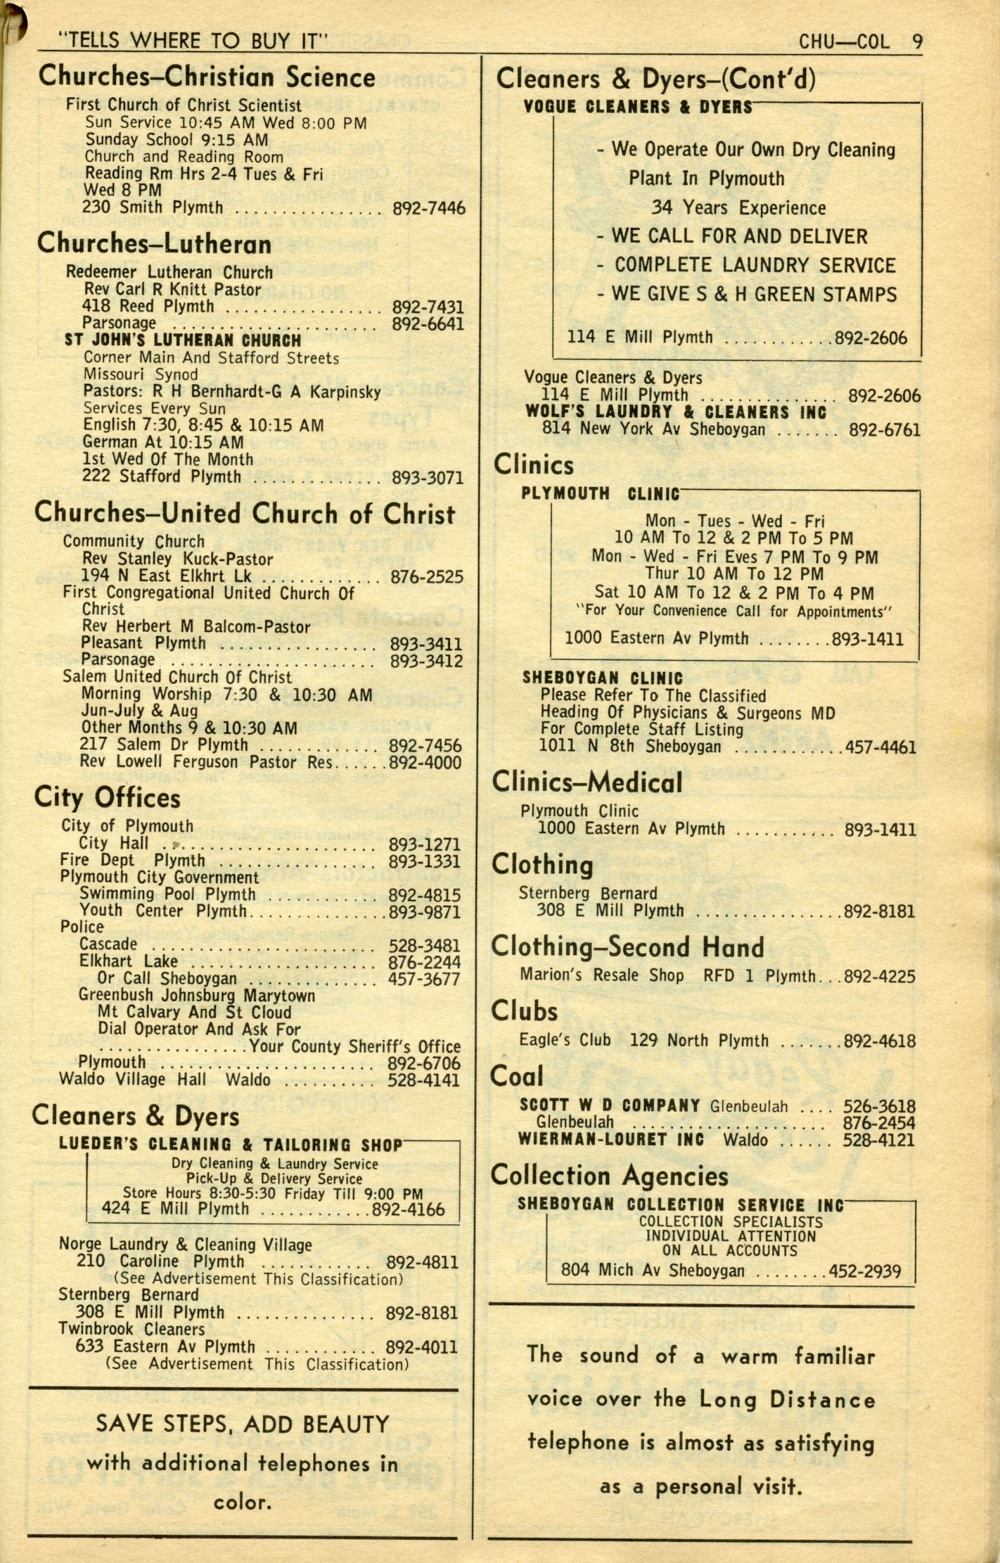 "TELLS WHERE TO BUY IT"
CHU—COL 9
Churches–Christian Science
First Church of Christ Scientist
Sun Service 10:45 AM Wed 8:00 PM
Sunday School 9:15 AM
Church and Reading Room
Reading Rm Hrs 2-4 Tues & Fri
Wed 8 PM
230 Smith Plymth ................ 892-7446
Churches–Lutheran
Redeemer Lutheran Church
Rev Carl R Knitt Pastor
418 Reed Plymth ................. 892-7431
Parsonage ...................... 892-6641
ST JOHN'S LUTHERAN CHURCH
Corner Main And Stafford Streets
Missouri Synod
Pastors: R H Bernhardt-G A Karpinsky
Services Every Sun
English 7:30, 8:45 & 10:15 AM
German At 10:15 AM
1st Wed Of The Month
222 Stafford Plymth .............. 893-3071
Churches–United Church of Christ
Community Church
Rev Stanley Kuck-Pastor
194 N East Elkhrt Lk ............. 876-2525
First Congregational United Church Of
Christ
Rev Herbert M Balcom-Pastor
Pleasant Plymth ................. 893-3411
Parsonage ...................... 893-3412
Salem United Church Of Christ
Morning Worship 7:30 & 10:30 AM
Jun-July & Aug
Other Months 9 & 10:30 AM
217 Salem Dr Plymth ............. 892-7456
Rev Lowell Ferguson Pastor Res......892-4000
City Offices
City of Plymouth
City Hall ....................... 893-1271
Fire Dept Plymth ................. 893-1331
Plymouth City Government
Swimming Pool Plymth ............ 892-4815
Youth Center Plymth..............893-9871
Police
Cascade ........................ 528-3481
Elkhart Lake .................... 876-2244
Or Call Sheboygan .............. 457-3677
Greenbush Johnsburg Marytown
Mt Calvary And St Cloud
Dial Operator And Ask For
................Your County Sheriff's Office
Plymouth ....................... 892-6706
Waldo Village Hall Waldo .......... 528-4141
Cleaners & Dyers
LUEDER'S CLEANING & TAILORING SHOP
Dry Cleaning & Laundry Service
Pick-Up & Delivery Service
Store Hours 8:30-5:30 Friday Till 9:00 PM
424 E Mill Plymth ............892-4166
Norge Laundry & Cleaning Village
210 Caroline Plymth ............ 892-4811
(See Advertisement This Classification)
Sternberg Bernard
308 E Mill Plymth ................ 892-8181
Twinbrook Cleaners
633 Eastern Av Plymth ............ 892-4011
(See Advertisement This Classification)
SAVE STEPS, ADD BEAUTY
with additional telephones in
color.
Cleaners & Dyers–(Cont'd)
VOGUE CLEANERS & DYERS
- We Operate Our Own Dry Cleaning
Plant In Plymouth
34 Years Experience
- WE CALL FOR AND DELIVER
- COMPLETE LAUNDRY SERVICE
- WE GIVE S & H GREEN STAMPS
114 E Mill Plymth ............892-2606
Vogue Cleaners & Dyers
114 E Mill Plymth ............... 892-2606
WOLF'S LAUNDRY & CLEANERS INC
814 New York Av Sheboygan ....... 892-6761
Clinics
PLYMOUTH CLINIC
Mon - Tues - Wed - Fri
10 AM To 12 & 2 PM To 5 PM
Mon - Wed - Fri Eves 7 PM To 9 PM
Thur 10 AM To 12 PM
Sat 10 AM To 12 & 2 PM To 4 PM
"For Your Convenience Call for Appointments"
1000 Eastern Av Plymth ........893-1411
SHEBOYGAN CLINIC
Please Refer To The Classified
Heading Of Physicians & Surgeons MD
For Complete Staff Listing
1011 N 8th Sheboygan ............457-4461
Clinics–Medical
Plymouth Clinic
1000 Eastern Av Plymth ........... 893-1411
Clothing
Sternberg Bernard
308 E Mill Plymth ................892-8181
Clothing–Second Hand
Marion's Resale Shop RFD 1 Plymth...892-4225
Clubs
Eagle's Club 129 North Plymth .......892-4618
Coal
SCOTT W D COMPANY Glenbeulah .... 526-3618
Glenbeulah ...................... 876-2454
WIERMAN-LOURET INC Waldo ...... 528-4121
Collection Agencies
SHEBOYGAN COLLECTION SERVICE INC
COLLECTION SPECIALISTS
INDIVIDUAL ATTENTION
ON ALL ACCOUNTS
804 Mich Av Sheboygan ........452-2939
The sound of a warm familiar
voice over the Long Distance
telephone is almost as satisfying
as a personal visit.